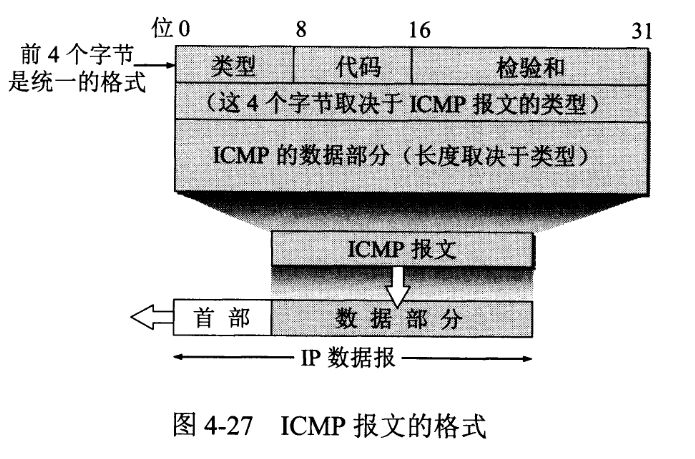 位 0 8 16 31
前 4 个字节
是统一的格式
类型 代码 检验和
（这 4 个字节取决于 ICMP 报文的类型）
ICMP 的数据部分（长度取决于类型）
ICMP 报文
首 部 数 据 部 分
IP 数据报
图 4-27 ICMP 报文的格式